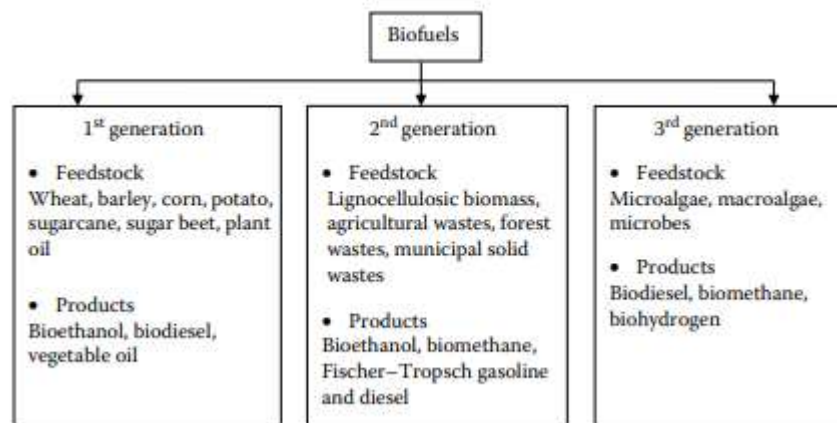 Biofuels
1st generation
• Feedstock
Wheat, barley, corn, potato,
sugarcane, sugar beet, plant
oil
• Products
Bioethanol, biodiesel,
vegetable oil
2nd generation
• Feedstock
Lignocellulosic biomass,
agricultural wastes, forest
wastes, municipal solid
wastes
• Products
Bioethanol, biomethane,
Fischer–Tropsch gasoline
and diesel
3rd generation
• Feedstock
Microalgae, macroalgae,
microbes
• Products
Biodiesel, biomethane,
biohydrogen